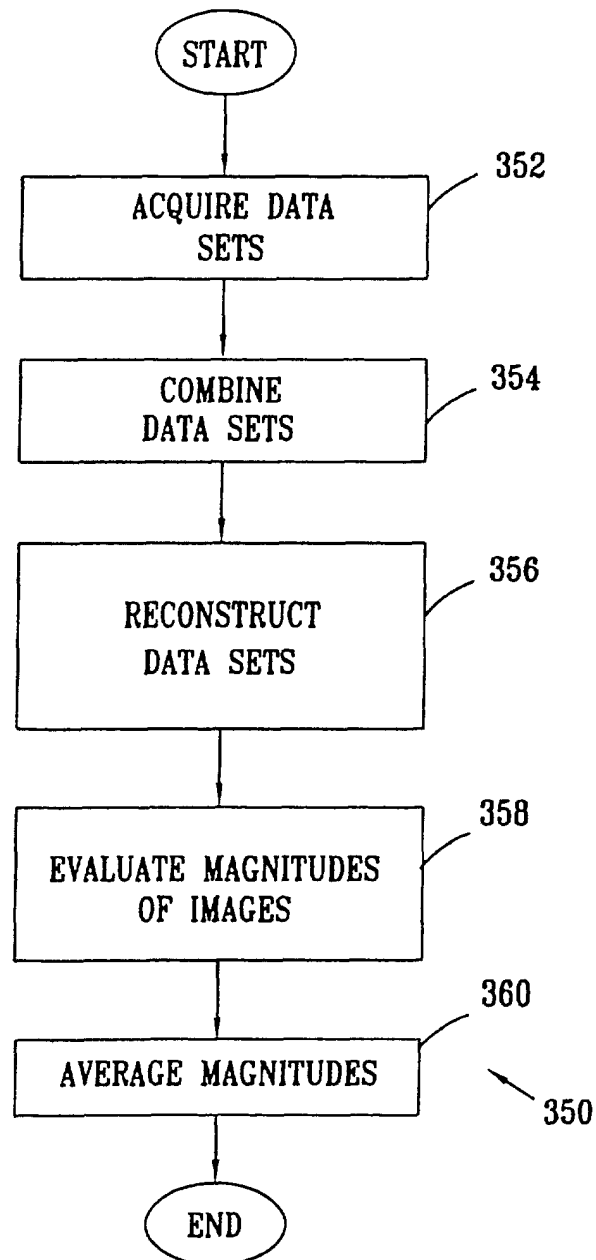 START
352
ACQUIRE DATA
SETS
354
COMBINE
DATA SETS
356
RECONSTRUCT
DATA SETS
358
EVALUATE MAGNITUDES
OF IMAGES
360
AVERAGE MAGNITUDES
350
END